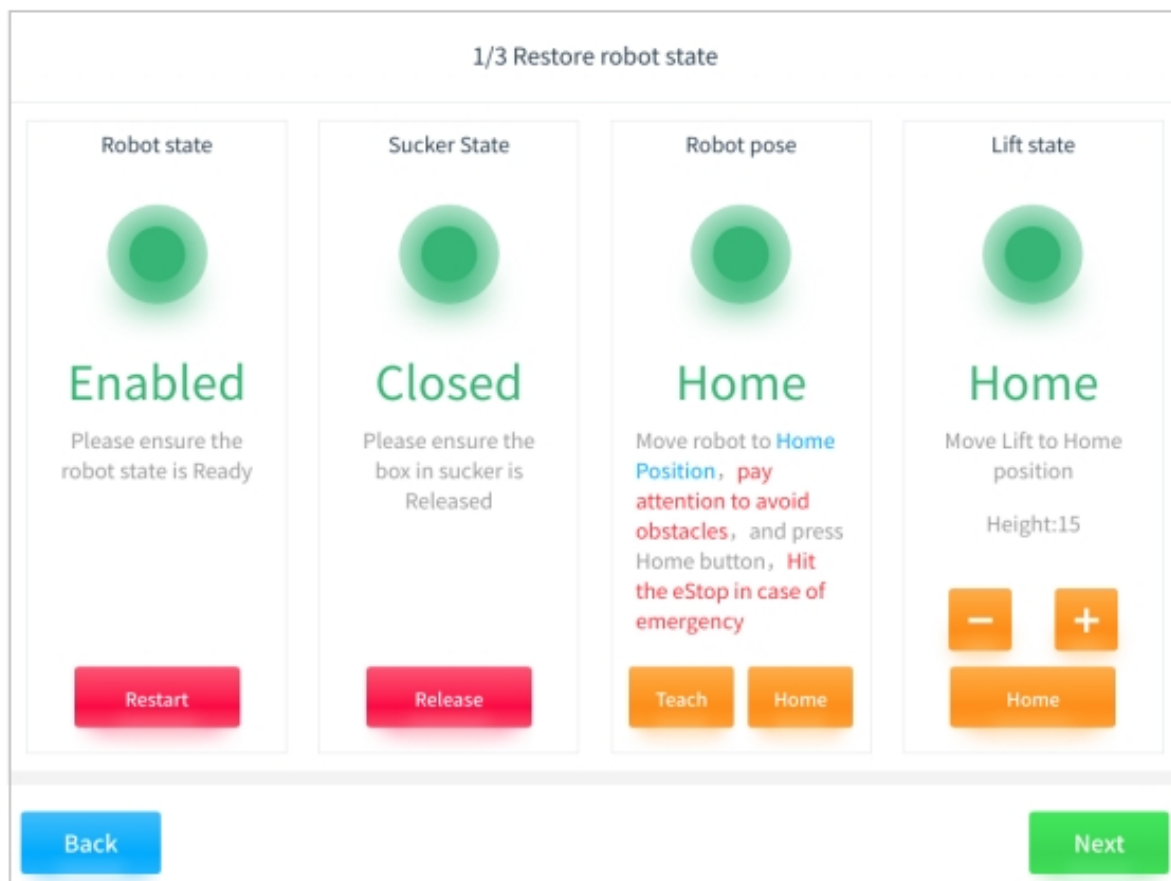 1/3 Restore robot state
Robot state
Enabled
Please ensure the
robot state is Ready
Restart
Sucker State
Closed
Please ensure the
box in sucker is
Released
Release
Robot pose
Home
Move robot to Home
Position，pay
attention to avoid
obstacles，and press
Home button，Hit
the eStop in case of
emergency
Teach
Home
Lift state
Home
Move Lift to Home
position
Height:15
−
+
Home
Back
Next